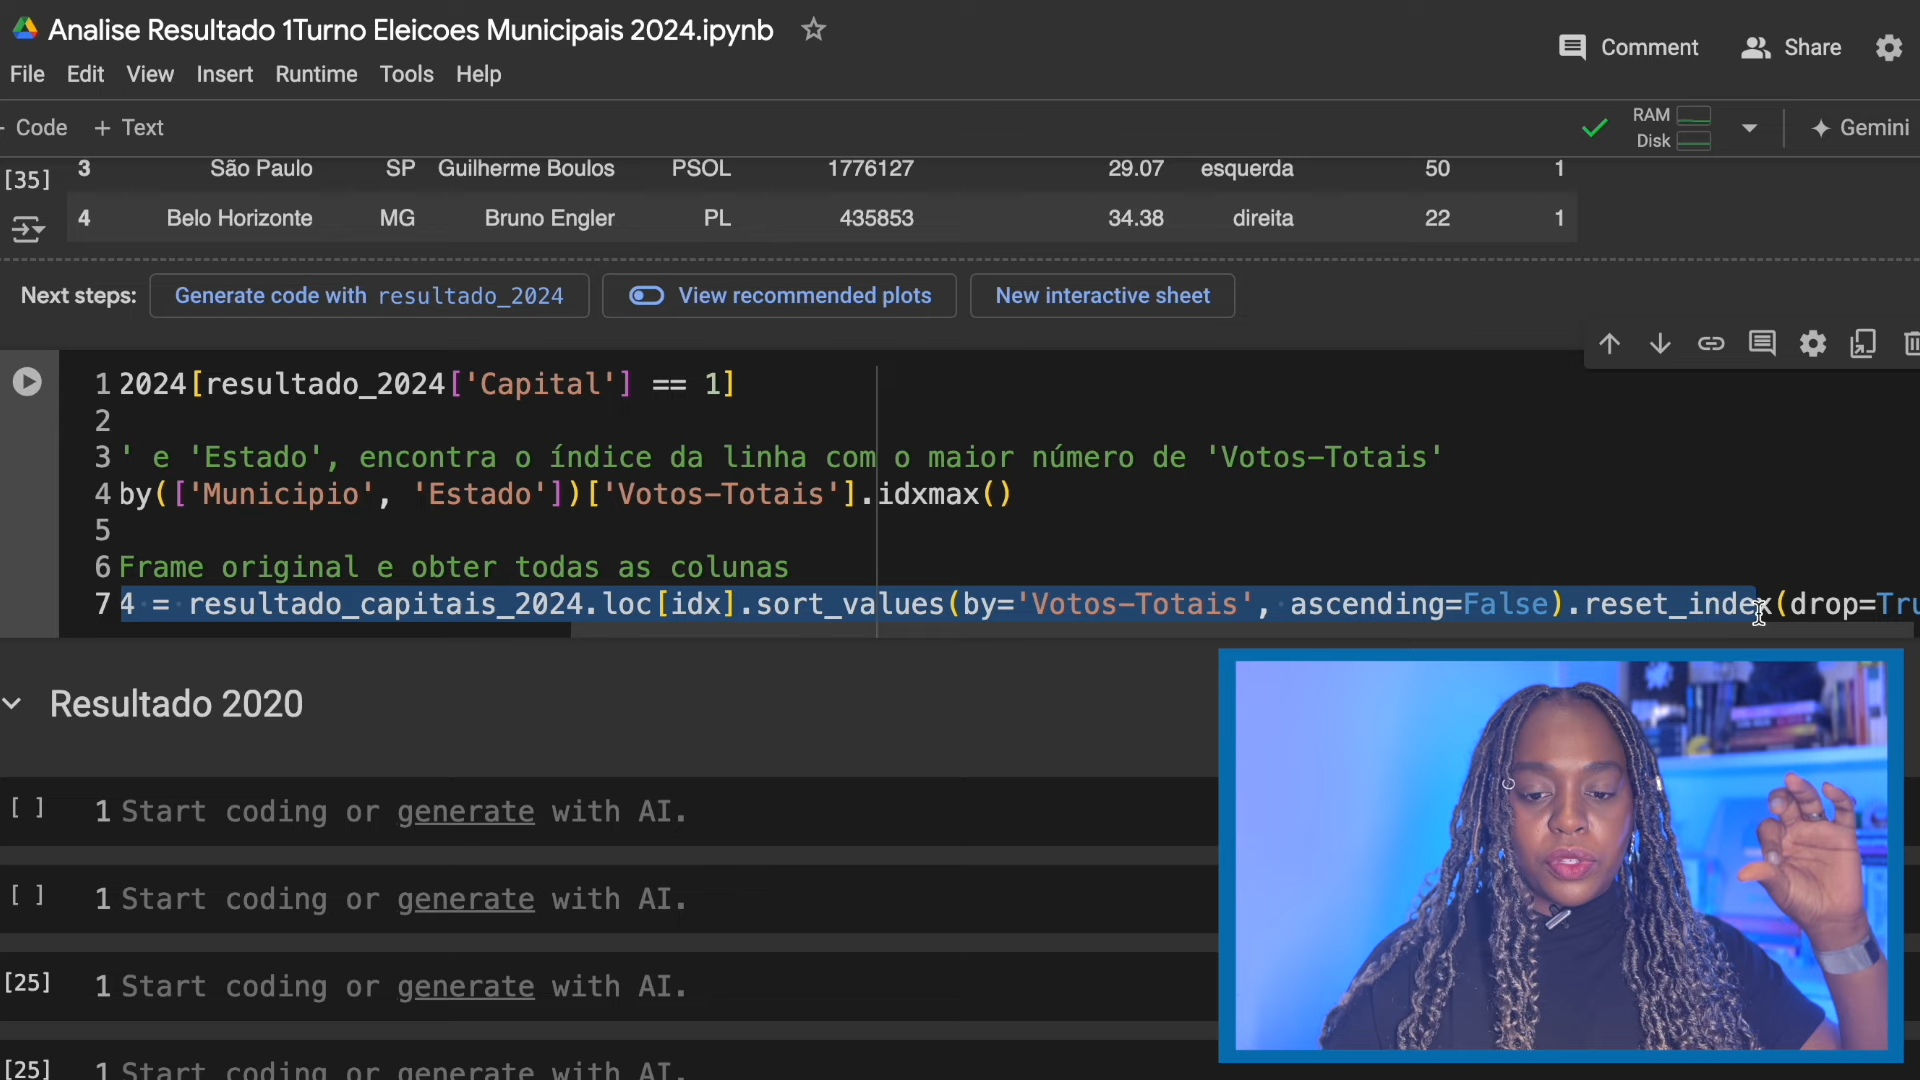 Analise Resultado 1Turno Eleicoes Municipais 2024.ipynb
Comment Share
File Edit View Insert Runtime Tools Help
Code + Text
RAM
Disk
Gemini
[35]
3 São Paulo SP Guilherme Boulos PSOL 1776127 29.07 esquerda 50 1
4 Belo Horizonte MG Bruno Engler PL 435853 34.38 direita 22 1
Next steps: Generate code with resultado_2024 View recommended plots New interactive sheet
1 2024[resultado_2024['Capital'] == 1]
2
3 ' e 'Estado', encontra o índice da linha com o maior número de 'Votos-Totais'
4 by(['Municipio', 'Estado'])['Votos-Totais'].idxmax()
5
6 Frame original e obter todas as colunas
7 4 = resultado_capitais_2024.loc[idx].sort_values(by='Votos-Totais', ascending=False).reset_index(drop=Tru
Resultado 2020
[ ] 1 Start coding or generate with AI.
[ ] 1 Start coding or generate with AI.
[25] 1 Start coding or generate with AI.
[25] 1 Start coding or generate with AI.